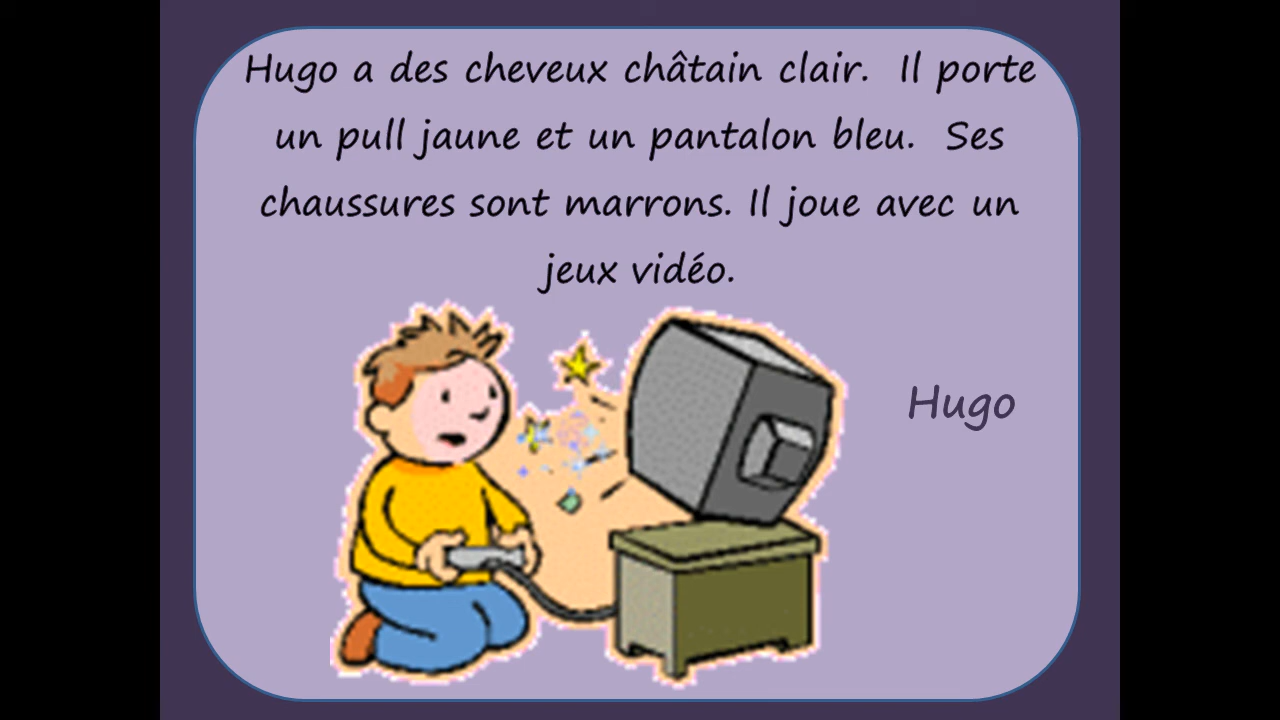 Hugo a des cheveux châtain clair.  Il porte
un pull jaune et un pantalon bleu.  Ses
chaussures sont marrons. Il joue avec un
jeux vidéo.
Hugo